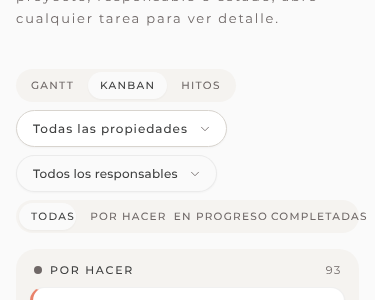 cualquier tarea para ver detalle.
GANTT KANBAN HITOS
Todas las propiedades
Todos los responsables
TODAS POR HACER EN PROGRESO COMPLETADAS
POR HACER 93